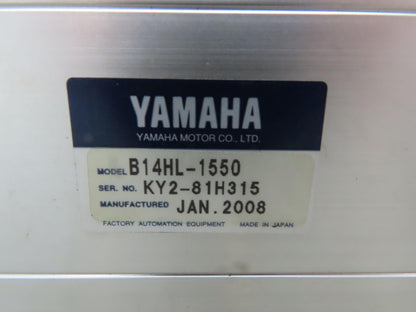 YAMAHA
YAMAHA MOTOR CO., LTD.
MODEL B14HL-1550
SER. NO. KY2-81H315
MANUFACTURED JAN. 2008
FACTORY AUTOMATION EQUIPMENT MADE IN JAPAN